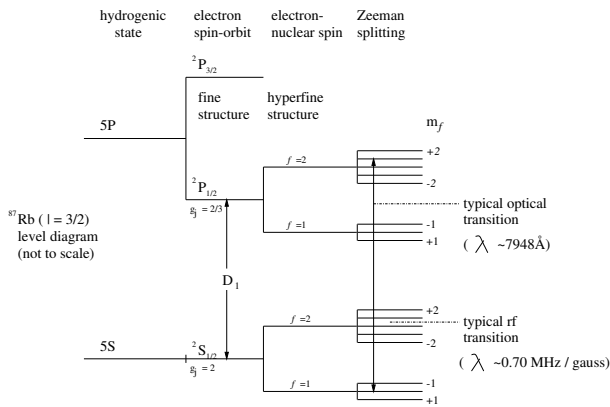 hydrogenic state
electron spin-orbit
electron-nuclear spin
Zeeman splitting
²P₃/₂
fine structure
hyperfine structure
m_f
5P
+2
f =2
-2
²P₁/₂
g_j = 2/3
typical optical transition
( λ ~7948Å)
-1
f =1
+1
⁸⁷Rb ( I = 3/2)
level diagram
(not to scale)
D₁
+2
f =2
typical rf transition
( λ ~0.70 MHz / gauss)
-2
5S
²S₁/₂
g_j = 2
-1
f =1
+1